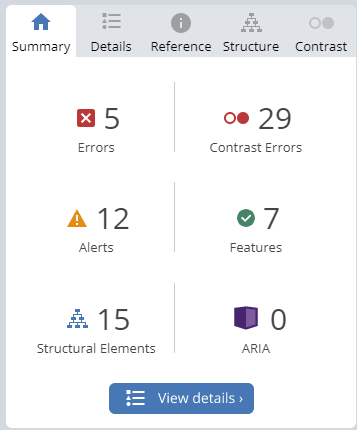 Summary Details Reference Structure Contrast
5 29
Errors Contrast Errors
12 7
Alerts Features
15 0
Structural Elements ARIA
View details ›